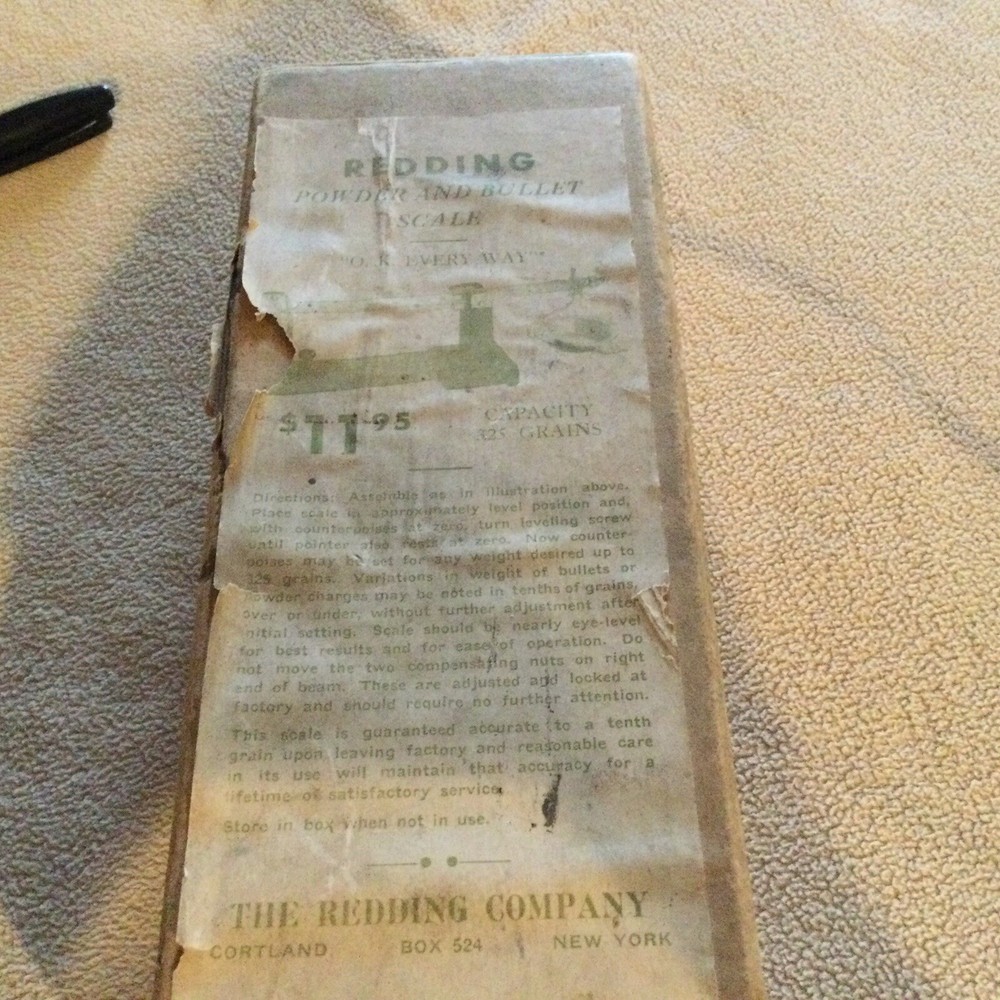 REDDING
POWDER AND BULLET
SCALE
"O. K. EVERY WAY"
$11.95
CAPACITY
325 GRAINS
Directions: Assemble as in illustration above.
Place scale in approximately level position and,
with counterpoises at zero, turn leveling screw
until pointer also rests at zero. Now counter-
poises may be set for any weight desired up to
325 grains. Variations in weight of bullets or
powder charges may be noted in tenths of grains,
over or under, without further adjustment after
initial setting. Scale should be nearly eye-level
for best results and for ease of operation. Do
not move the two compensating nuts on right
end of beam. These are adjusted and locked at
factory and should require no further attention.
This scale is guaranteed accurate to a tenth
grain upon leaving factory and reasonable care
in its use will maintain that accuracy for a
lifetime of satisfactory service.
Store in box when not in use.
THE REDDING COMPANY
CORTLAND BOX 524 NEW YORK